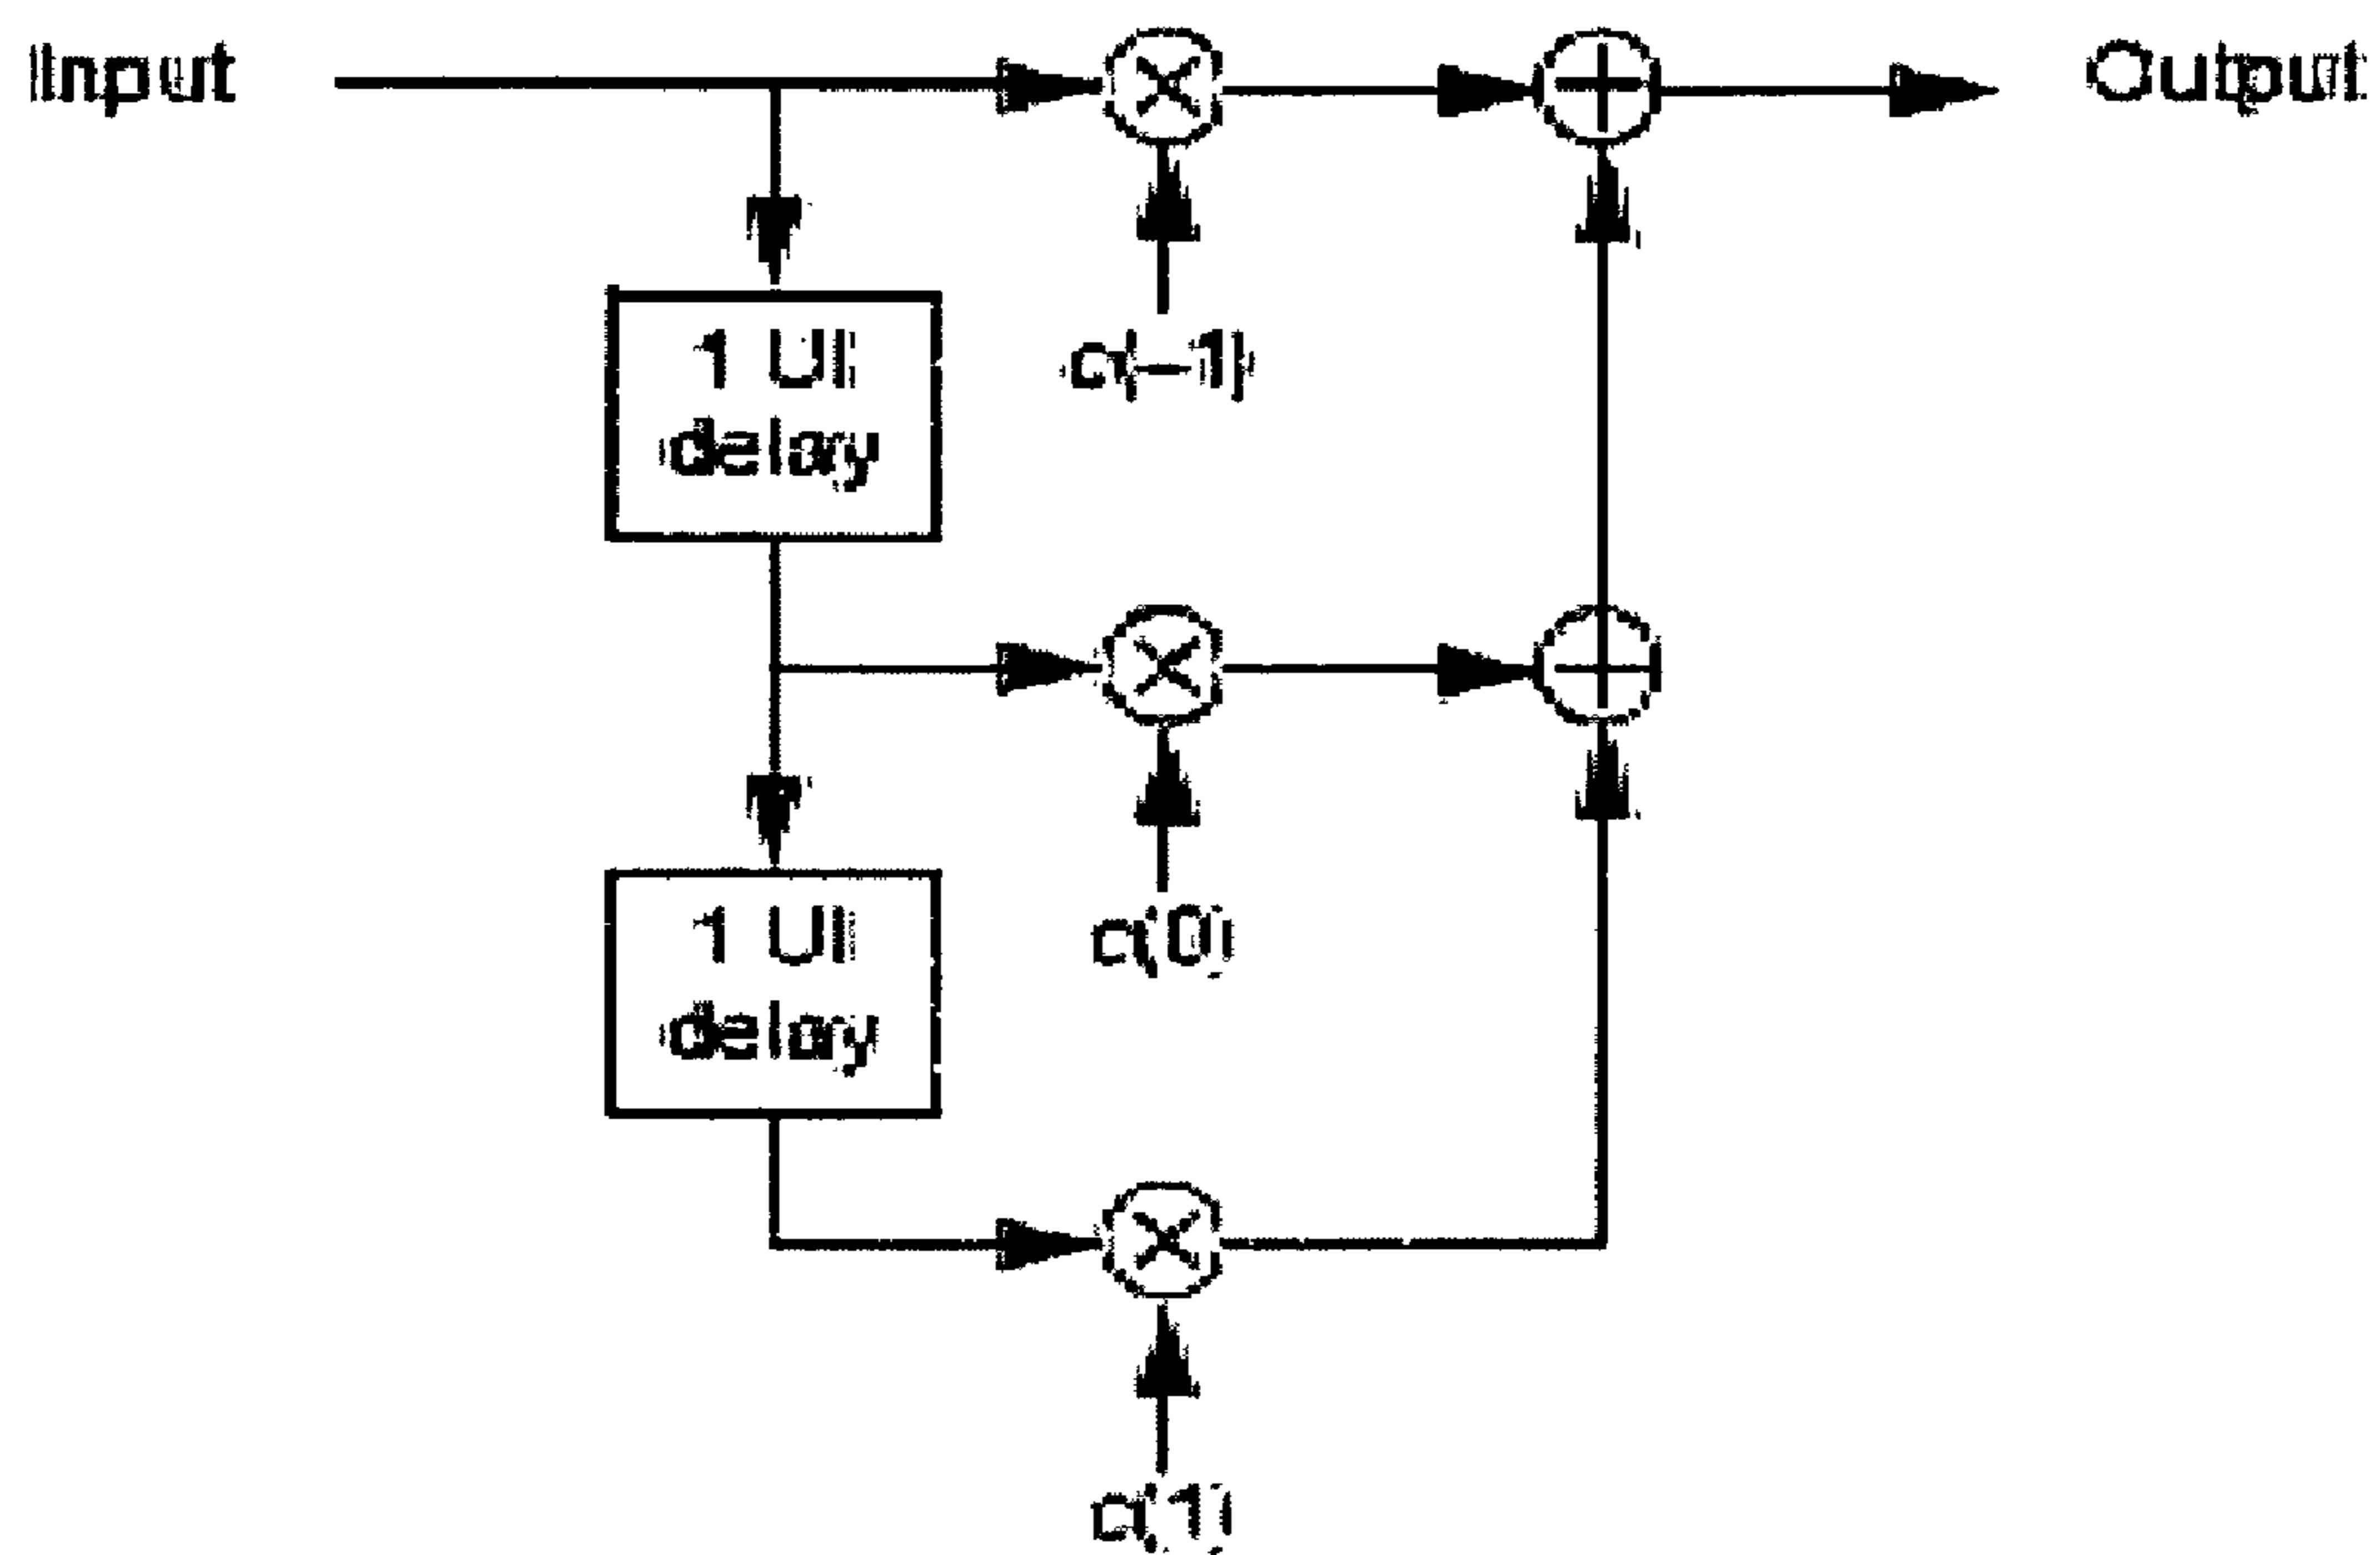 Input
Output
1 UI
delay
c(–1)
1 UI
delay
c(0)
c(1)